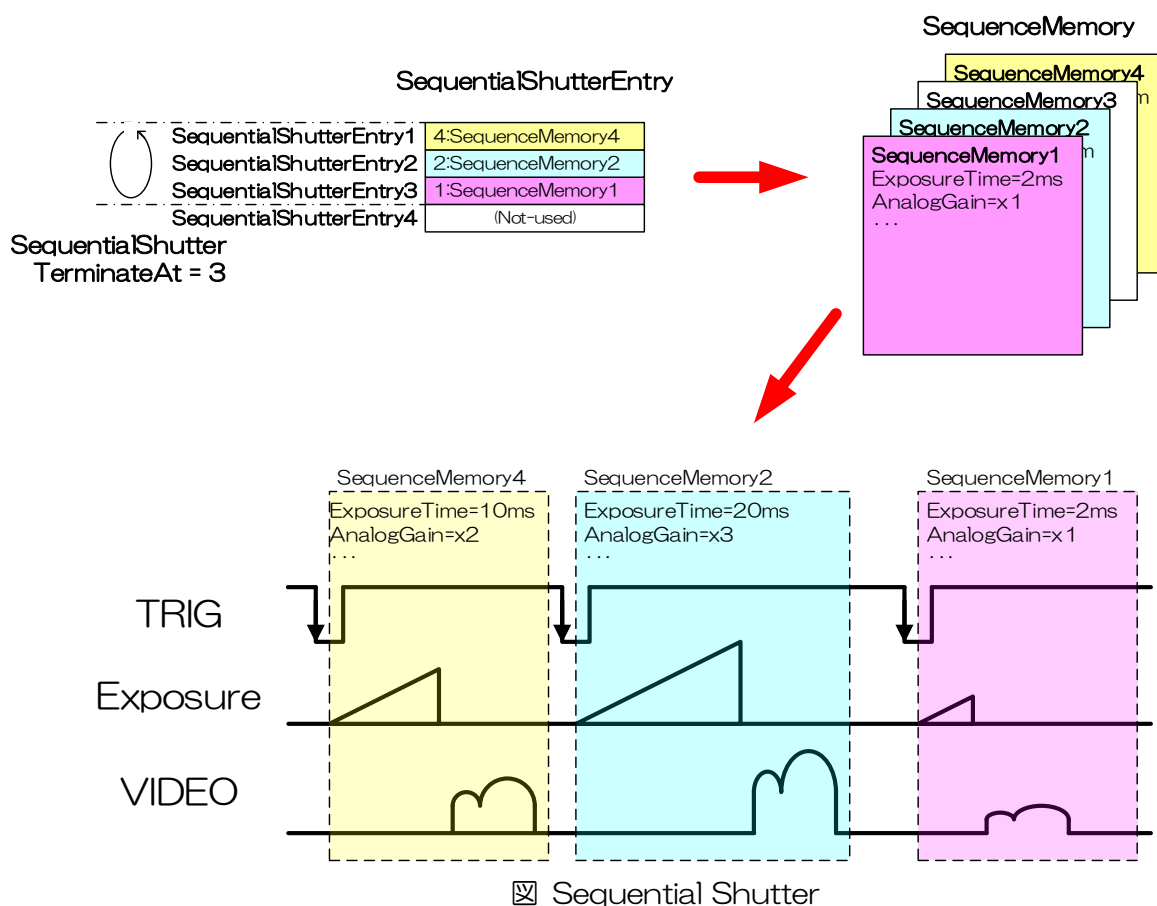 SequenceMemory
SequentialShutterEntry
SequentialShutterEntry1 4:SequenceMemory4
SequentialShutterEntry2 2:SequenceMemory2
SequentialShutterEntry3 1:SequenceMemory1
SequentialShutterEntry4 (Not-used)
SequentialShutter
TerminateAt = 3
SequenceMemory4
m
SequenceMemory3
SequenceMemory2
m
SequenceMemory1
ExposureTime=2ms
AnalogGain=x1
...
SequenceMemory4
ExposureTime=10ms
AnalogGain=x2
...
SequenceMemory2
ExposureTime=20ms
AnalogGain=x3
...
SequenceMemory1
ExposureTime=2ms
AnalogGain=x1
...
TRIG
Exposure
VIDEO
図 Sequential Shutter